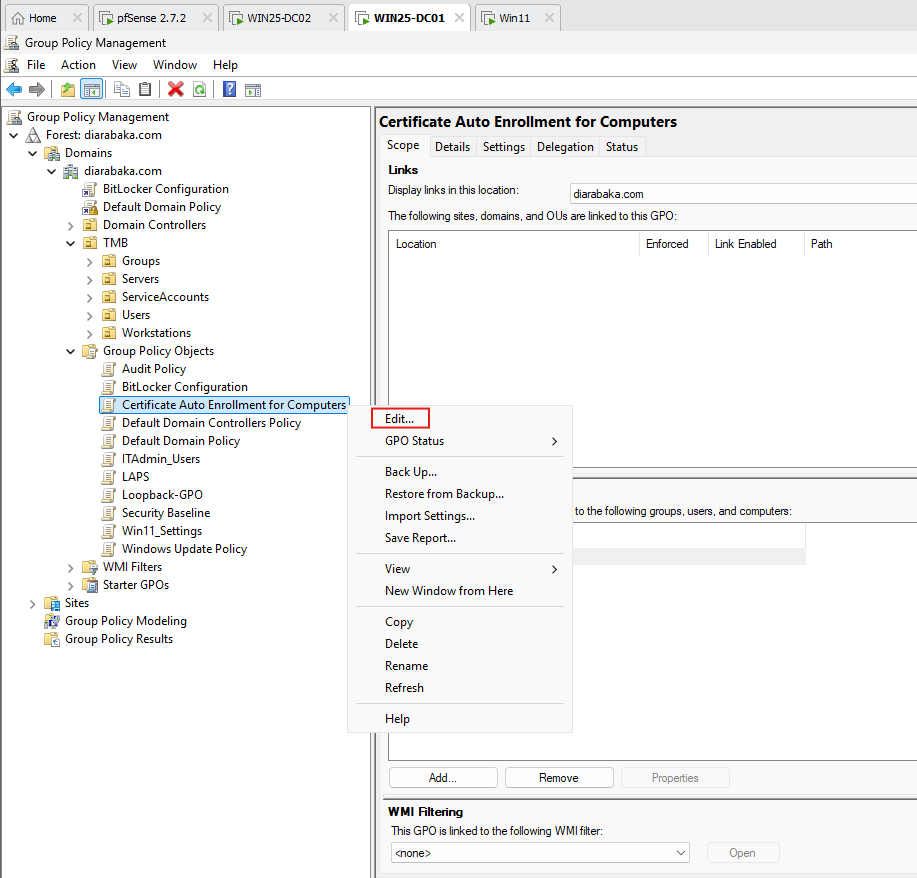 Home
pfSense 2.7.2
WIN25-DC02
WIN25-DC01
Win11
Group Policy Management
File Action View Window Help
Group Policy Management
Forest: diarabaka.com
Domains
diarabaka.com
BitLocker Configuration
Default Domain Policy
Domain Controllers
TMB
Groups
Servers
ServiceAccounts
Users
Workstations
Group Policy Objects
Audit Policy
BitLocker Configuration
Certificate Auto Enrollment for Computers
Default Domain Controllers Policy
Default Domain Policy
ITAdmin_Users
LAPS
Loopback-GPO
Security Baseline
Win11_Settings
Windows Update Policy
WMI Filters
Starter GPOs
Sites
Group Policy Modeling
Group Policy Results
Certificate Auto Enrollment for Computers
Scope Details Settings Delegation Status
Links
Display links in this location:
diarabaka.com
The following sites, domains, and OUs are linked to this GPO:
Location Enforced Link Enabled Path
Edit...
GPO Status
Back Up...
Restore from Backup...
Import Settings...
Save Report...
View
New Window from Here
Copy
Delete
Rename
Refresh
Help
to the following groups, users, and computers:
Add... Remove Properties
WMI Filtering
This GPO is linked to the following WMI filter:
<none>
Open